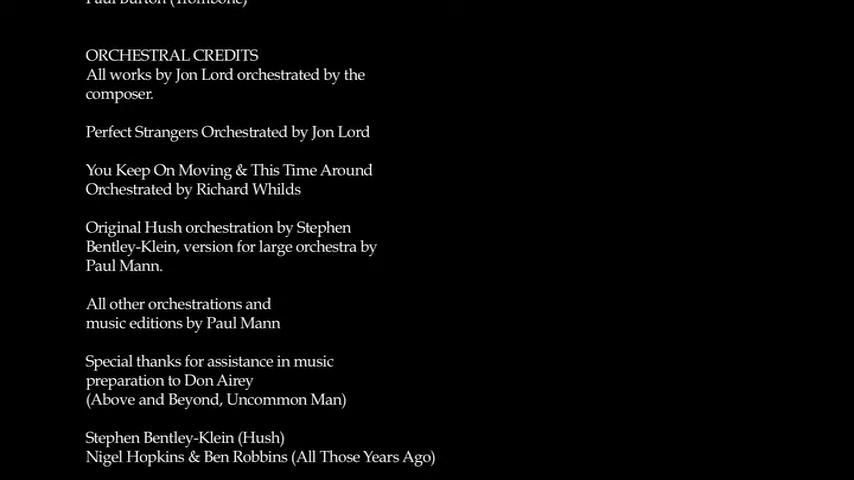 Paul Burton (Trombone)
ORCHESTRAL CREDITS
All works by Jon Lord orchestrated by the
composer.
Perfect Strangers Orchestrated by Jon Lord
You Keep On Moving & This Time Around
Orchestrated by Richard Whilds
Original Hush orchestration by Stephen
Bentley-Klein, version for large orchestra by
Paul Mann.
All other orchestrations and
music editions by Paul Mann
Special thanks for assistance in music
preparation to Don Airey
(Above and Beyond, Uncommon Man)
Stephen Bentley-Klein (Hush)
Nigel Hopkins & Ben Robbins (All Those Years Ago)